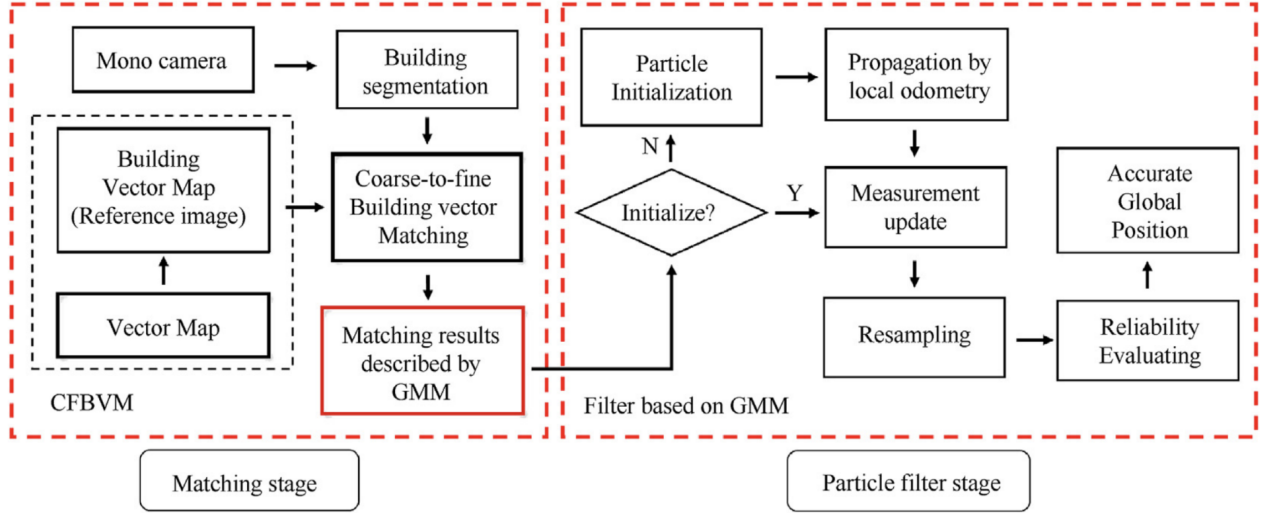 Mono camera
Building
segmentation
Building
Vector Map
(Reference image)
Coarse-to-fine
Building vector
Matching
Vector Map
Matching results
described by
GMM
CFBVM
Matching stage
Particle
Initialization
Propagation by
local odometry
N
Initialize?
Y
Measurement
update
Accurate
Global
Position
Resampling
Reliability
Evaluating
Filter based on GMM
Particle filter stage